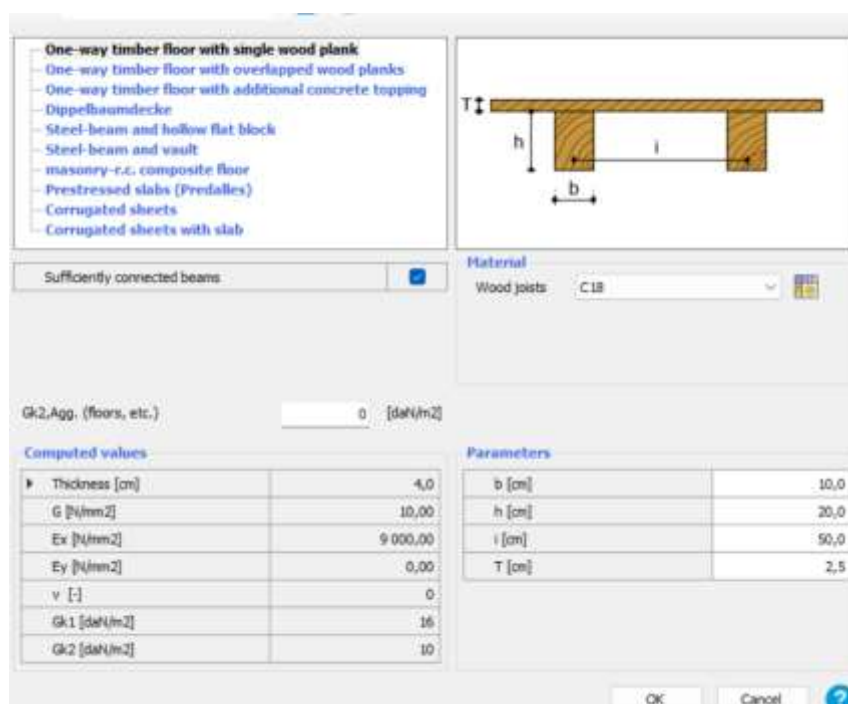 One-way timber floor with single wood plank
One-way timber floor with overlapped wood planks
One-way timber floor with additional concrete topping
Dippelbaumdecke
Steel-beam and hollow flat block
Steel-beam and vault
masonry-r.c. composite floor
Prestressed slabs (Predalles)
Corrugated sheets
Corrugated sheets with slab
T
h
i
b
Sufficiently connected beams
Material
Wood joists C18
Gk2,Agg. (floors, etc.) 0 [daN/m2]
Computed values
Thickness [cm] 4,0
G [N/mm2] 10,00
Ex [N/mm2] 9 000,00
Ey [N/mm2] 0,00
ν [-] 0
Gk1 [daN/m2] 16
Gk2 [daN/m2] 10
Parameters
b [cm] 10,0
h [cm] 20,0
i [cm] 50,0
T [cm] 2,5
OK Cancel ?